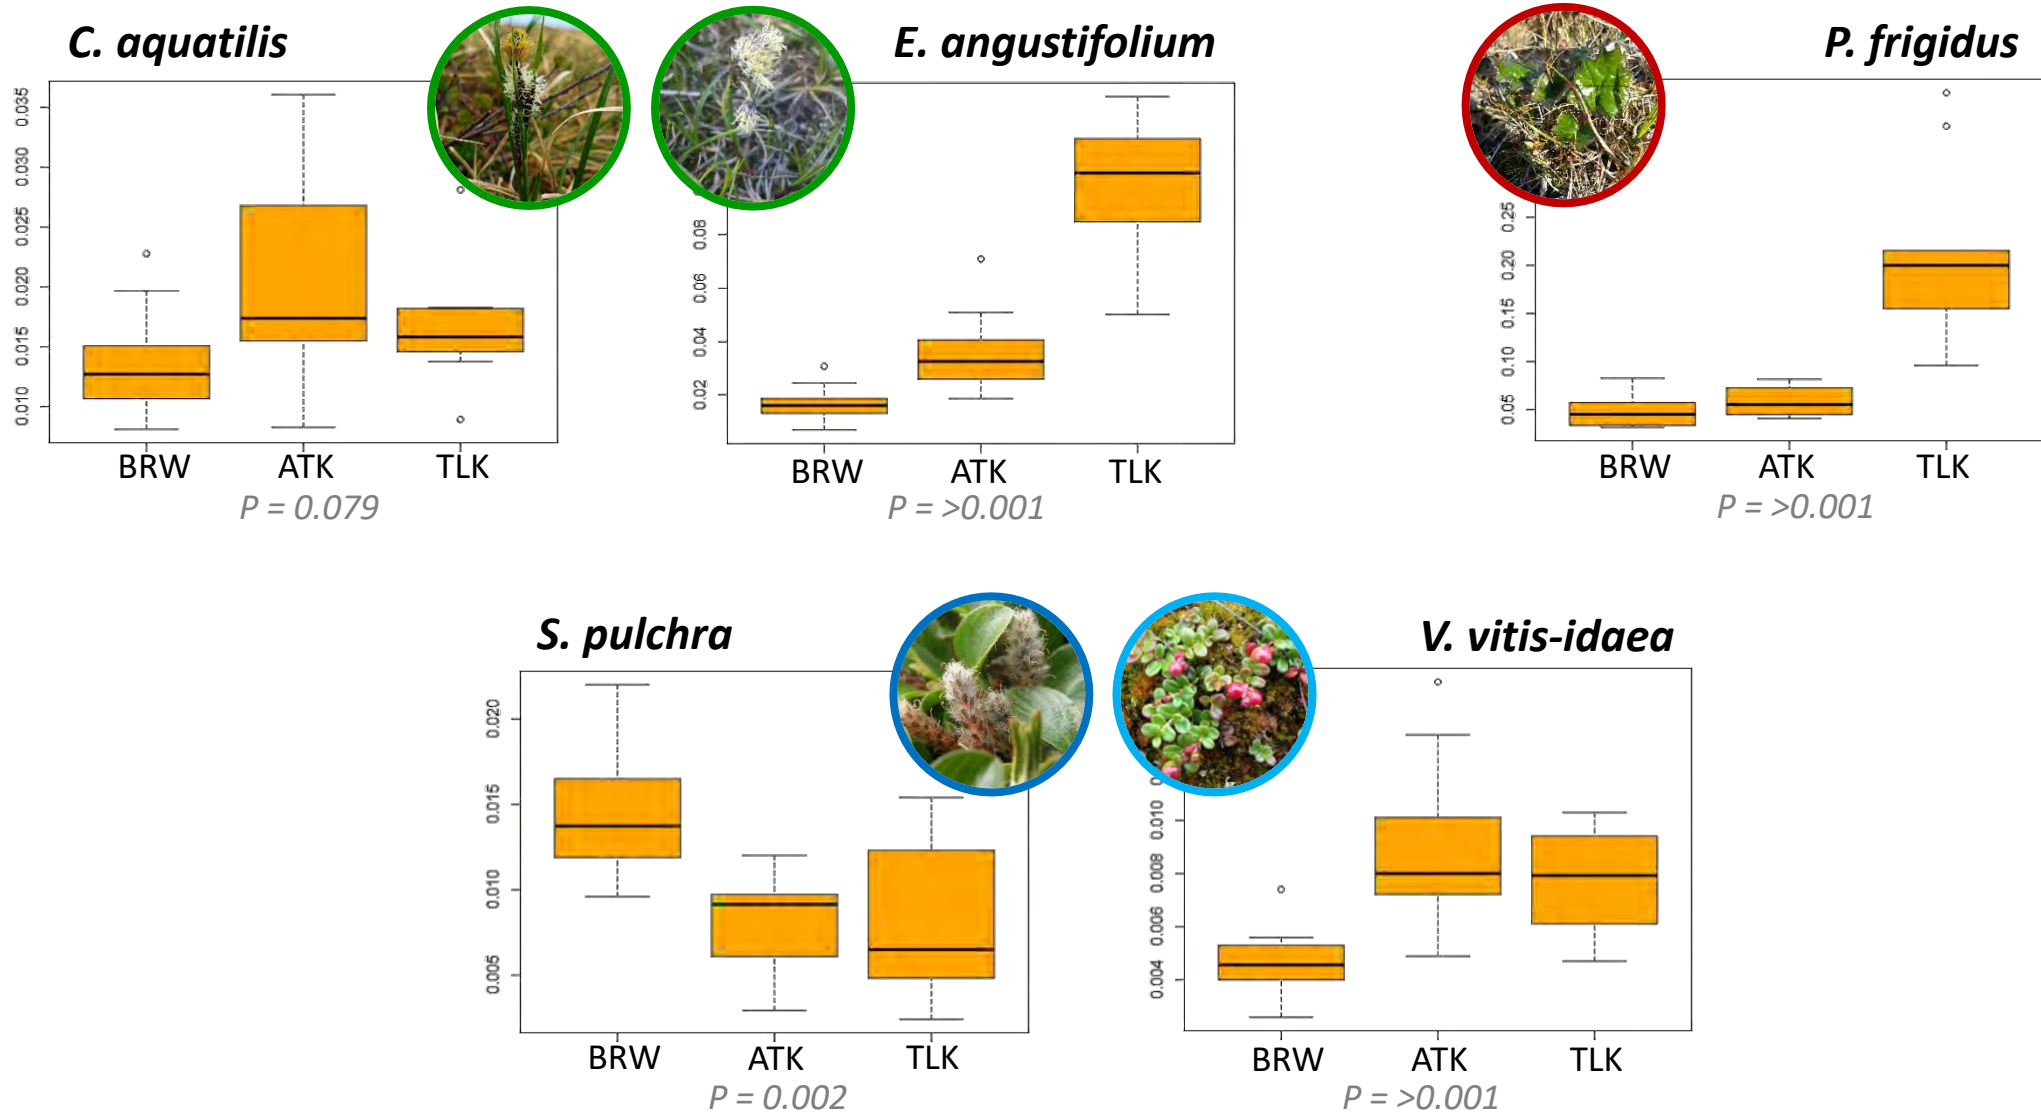 C. aquatilis
0.035
0.030
0.025
0.020
0.015
0.010
BRW ATK TLK
P = 0.079
E. angustifolium
0.08
0.06
0.04
0.02
BRW ATK TLK
P = >0.001
P. frigidus
0.25
0.20
0.15
0.10
0.05
BRW ATK TLK
P = >0.001
S. pulchra
0.020
0.015
0.010
0.005
BRW ATK TLK
P = 0.002
V. vitis-idaea
0.010
0.008
0.006
0.004
BRW ATK TLK
P = >0.001